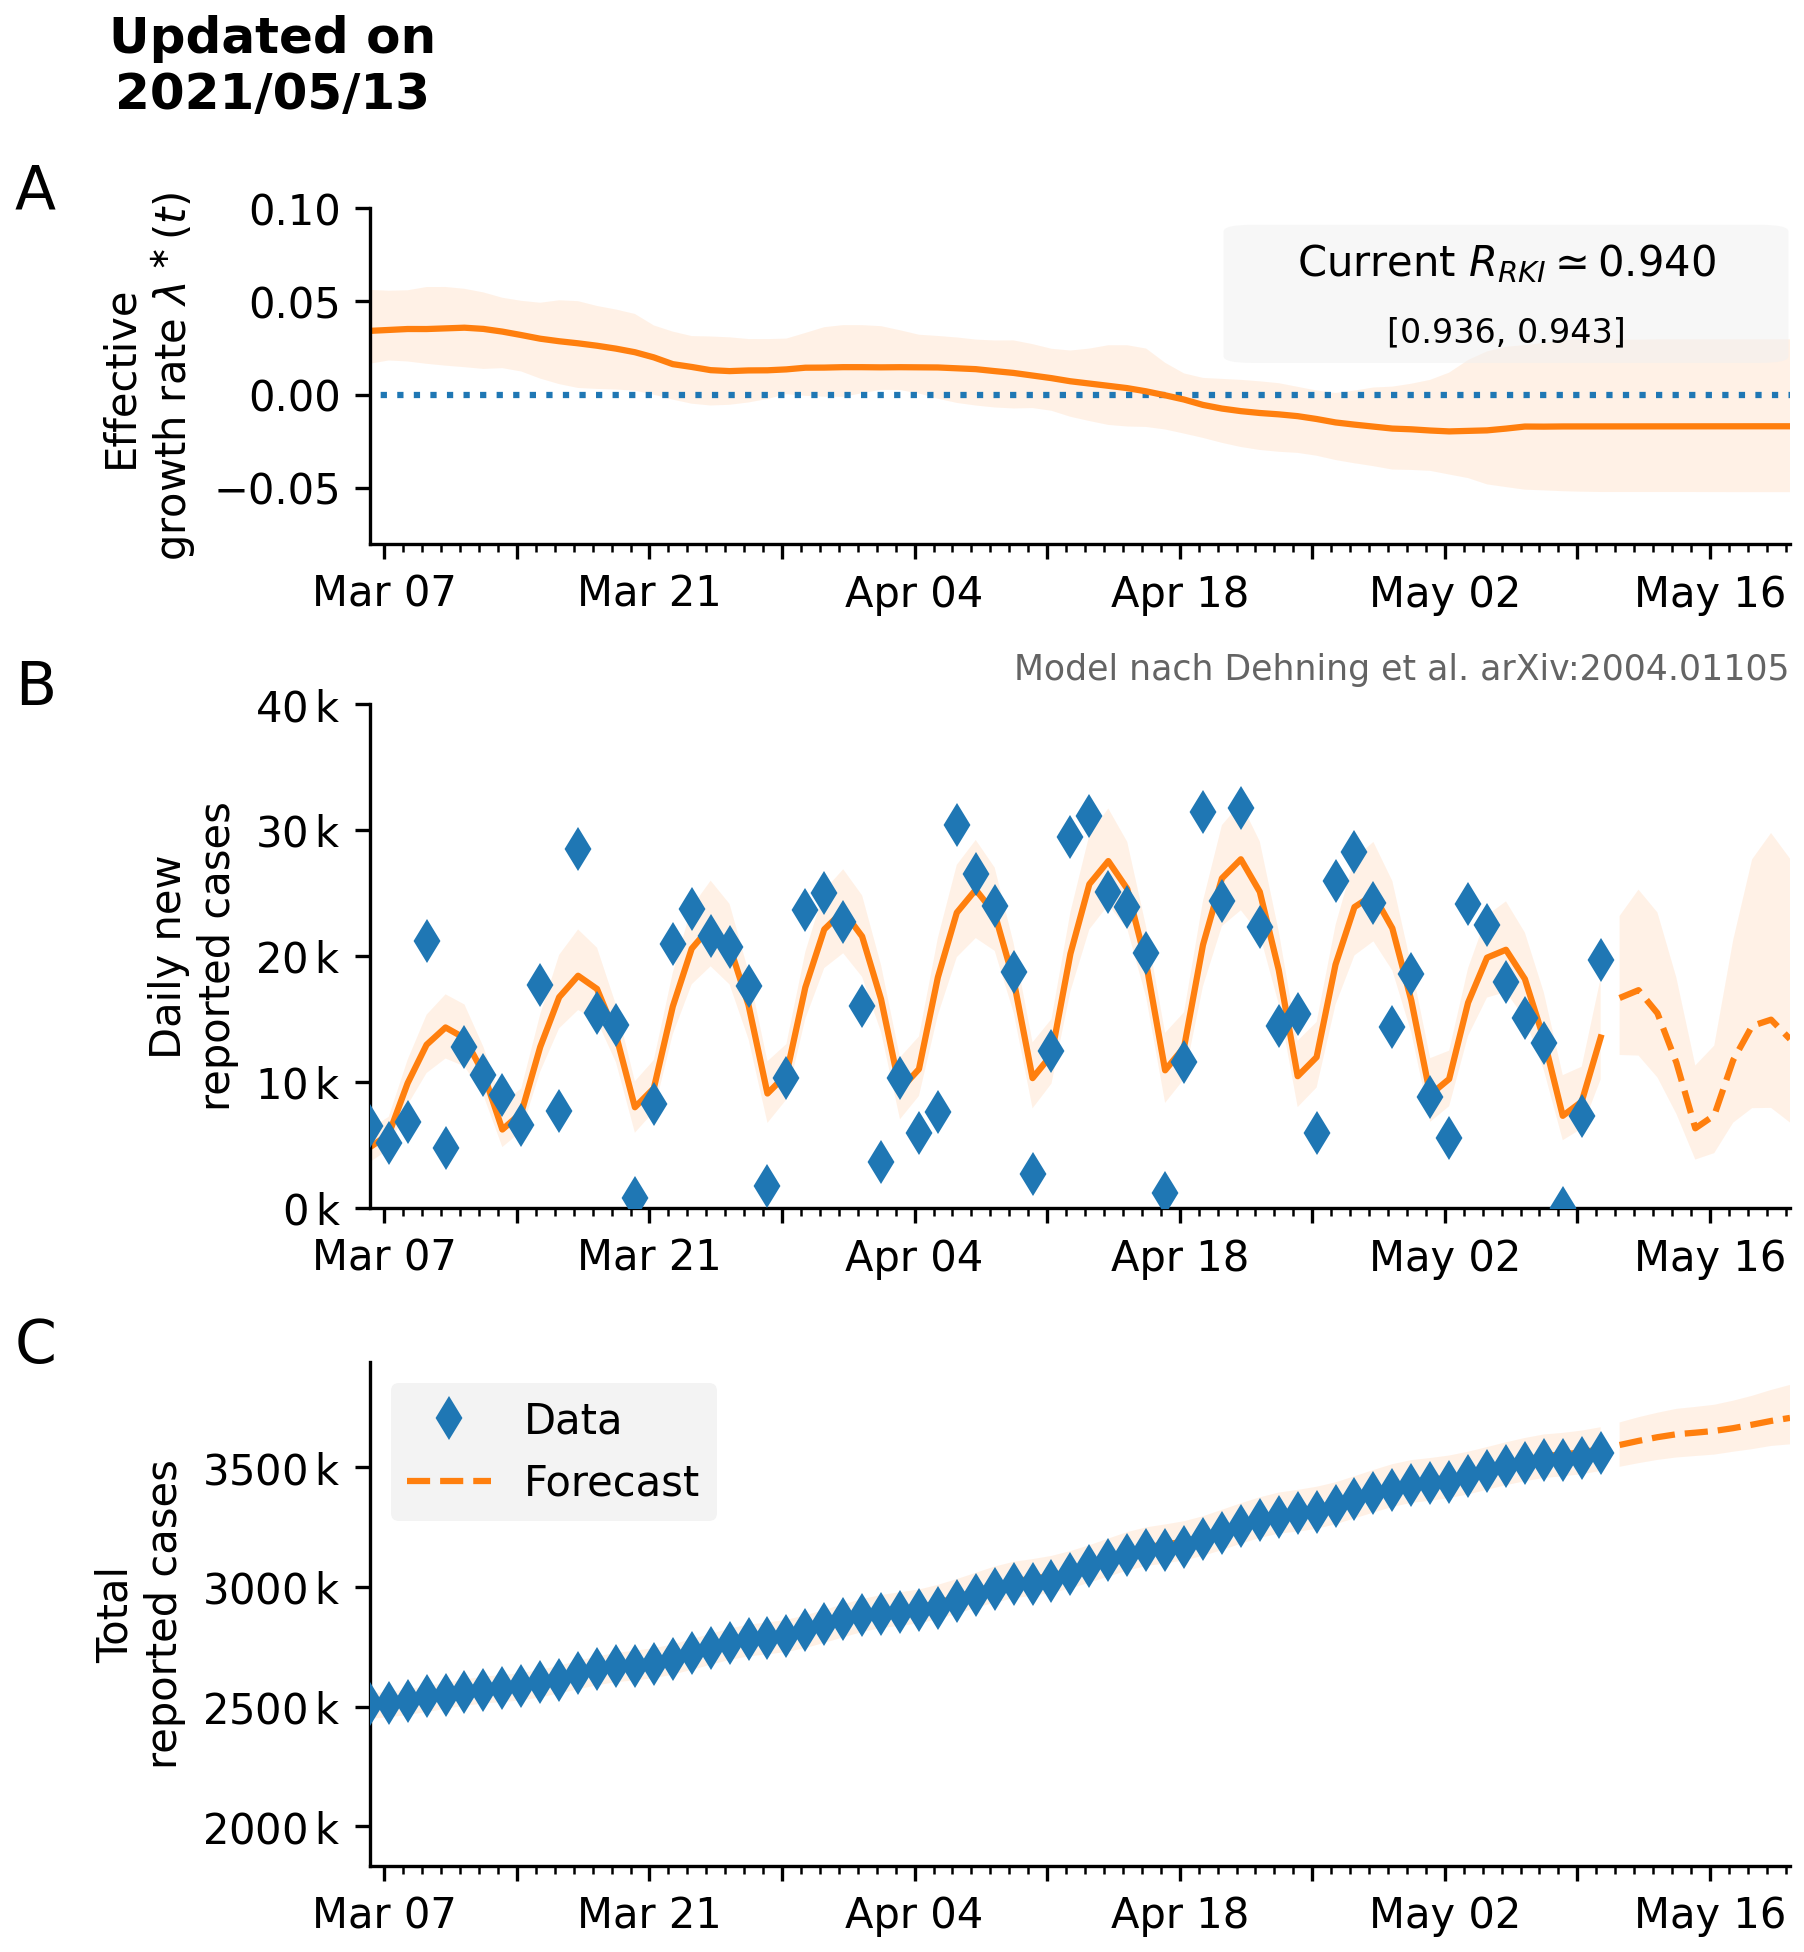 Updated on
2021/05/13
A
Effective
growth rate λ * (t)
0.10
0.05
0.00
−0.05
Current R_RKI ≃ 0.940
[0.936, 0.943]
Mar 07
Mar 21
Apr 04
Apr 18
May 02
May 16
Model nach Dehning et al. arXiv:2004.01105
B
Daily new
reported cases
40 k
30 k
20 k
10 k
0 k
Mar 07
Mar 21
Apr 04
Apr 18
May 02
May 16
C
Total
reported cases
3500 k
3000 k
2500 k
2000 k
Data
Forecast
Mar 07
Mar 21
Apr 04
Apr 18
May 02
May 16